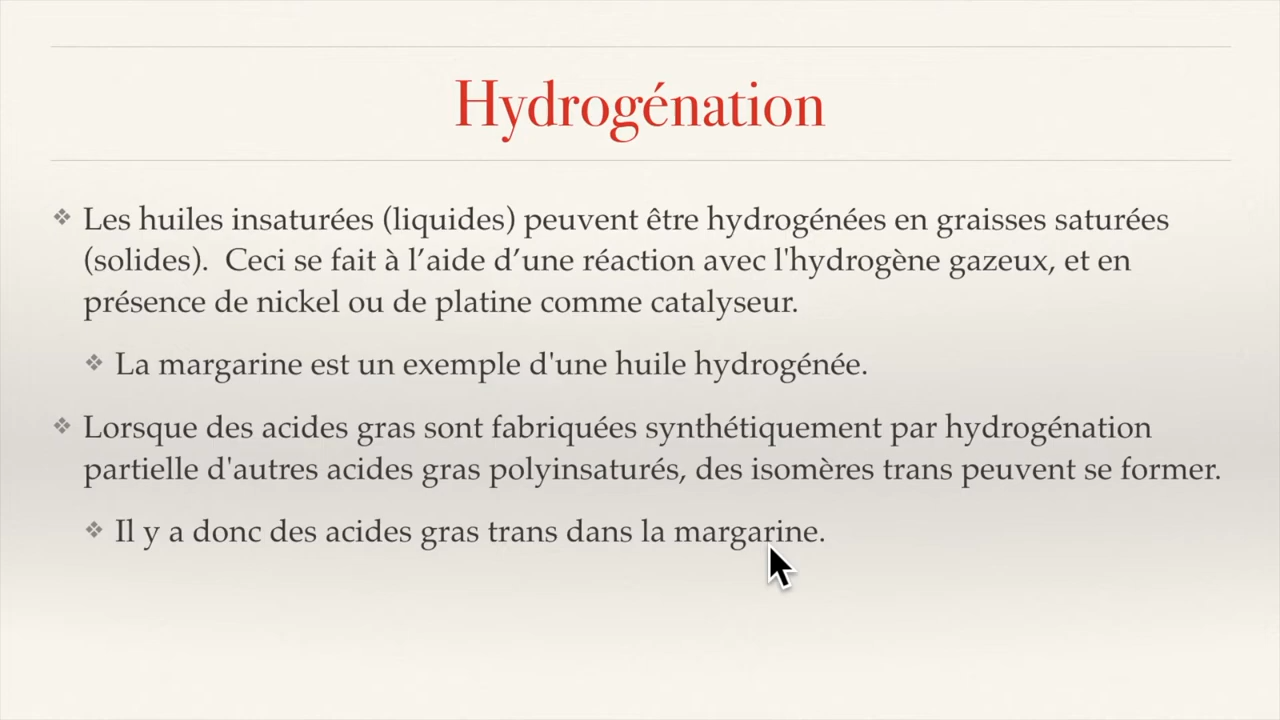 Hydrogénation
❖ Les huiles insaturées (liquides) peuvent être hydrogénées en graisses saturées
(solides).  Ceci se fait à l’aide d’une réaction avec l'hydrogène gazeux, et en
présence de nickel ou de platine comme catalyseur.
❖ La margarine est un exemple d'une huile hydrogénée.
❖ Lorsque des acides gras sont fabriquées synthétiquement par hydrogénation
partielle d'autres acides gras polyinsaturés, des isomères trans peuvent se former.
❖ Il y a donc des acides gras trans dans la margarine.